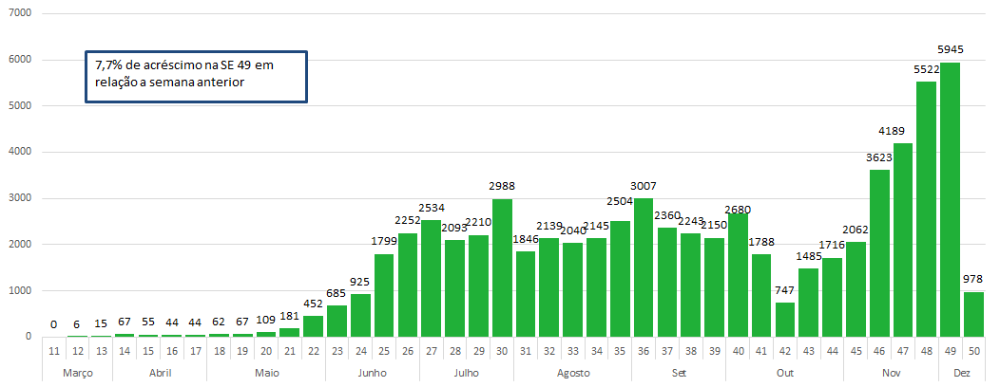 7000
6000
5000
4000
3000
2000
1000
0
7,7% de acréscimo na SE 49 em
relação a semana anterior
0 6 15 67 55 44 44 62 67 109 181 452 685 925 1799 2252 2534 2093 2210 2988 1846 2139 2040 2145 2504 3007 2360 2243 2150 2680 1788 747 1485 1716 2062 3623 4189 5522 5945 978
11 12 13 14 15 16 17 18 19 20 21 22 23 24 25 26 27 28 29 30 31 32 33 34 35 36 37 38 39 40 41 42 43 44 45 46 47 48 49 50
Março Abril Maio Junho Julho Agosto Set Out Nov Dez